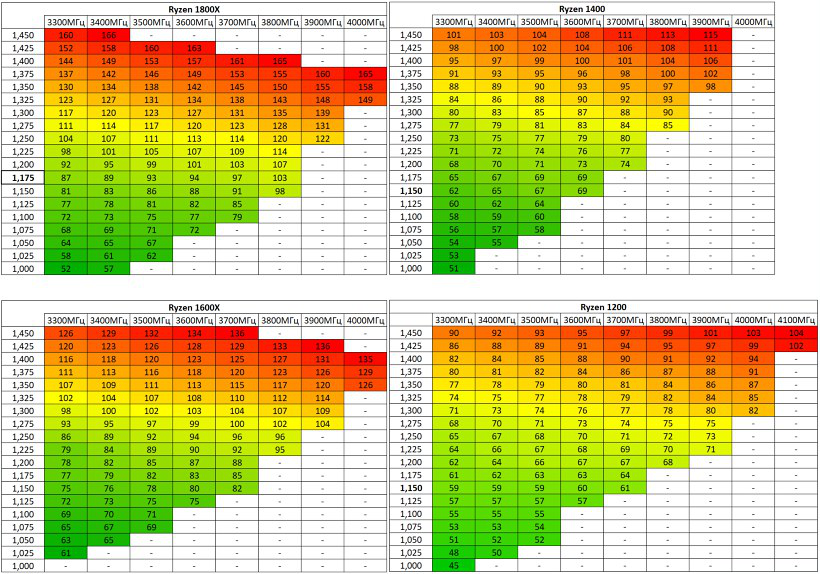 Ryzen 1800X
3300МГц 3400МГц 3500МГц 3600МГц 3700МГц 3800МГц 3900МГц 4000МГц
1,450 160 166 - - - - - -
1,425 152 158 160 163 - - - -
1,400 144 149 153 157 161 165 - -
1,375 137 142 146 149 153 155 160 165
1,350 130 134 138 142 145 150 155 158
1,325 123 127 131 134 138 143 148 149
1,300 117 120 123 127 131 135 139 -
1,275 111 114 117 120 123 128 131 -
1,250 104 107 111 113 114 120 122 -
1,225 98 101 105 107 109 114 - -
1,200 92 95 99 101 103 107 - -
1,175 87 89 93 94 97 103 - -
1,150 81 83 86 88 91 98 - -
1,125 77 78 81 82 85 - - -
1,100 72 73 75 77 79 - - -
1,075 68 69 71 72 - - - -
1,050 64 65 67 - - - - -
1,025 58 61 62 - - - - -
1,000 52 57 - - - - - -
Ryzen 1400
3300МГц 3400МГц 3500МГц 3600МГц 3700МГц 3800МГц 3900МГц 4000МГц
1,450 101 103 104 108 111 113 115 -
1,425 98 100 102 104 106 108 111 -
1,400 95 97 99 100 101 104 106 -
1,375 91 93 95 96 98 100 102 -
1,350 88 89 90 93 95 97 98 -
1,325 84 86 88 90 92 93 - -
1,300 80 83 85 87 88 90 - -
1,275 77 79 81 83 84 85 - -
1,250 73 75 77 79 80 - - -
1,225 71 72 74 76 77 - - -
1,200 68 70 71 73 74 - - -
1,175 65 67 69 69 - - - -
1,150 62 65 67 69 - - - -
1,125 60 62 64 - - - - -
1,100 58 59 60 - - - - -
1,075 56 57 58 - - - - -
1,050 54 55 - - - - - -
1,025 53 - - - - - - -
1,000 51 - - - - - - -
Ryzen 1600X
3300МГц 3400МГц 3500МГц 3600МГц 3700МГц 3800МГц 3900МГц 4000МГц
1,450 126 129 132 134 136 - - -
1,425 120 123 126 128 129 133 136 -
1,400 116 118 120 123 125 127 131 135
1,375 111 113 116 118 120 123 126 129
1,350 107 109 111 113 115 117 120 126
1,325 102 104 107 108 110 112 114 -
1,300 98 100 102 103 104 107 109 -
1,275 93 95 97 99 100 102 104 -
1,250 86 89 92 94 96 96 - -
1,225 79 84 89 90 92 95 - -
1,200 78 82 85 87 88 - - -
1,175 77 79 82 83 85 - - -
1,150 75 76 78 80 82 - - -
1,125 72 73 75 75 - - - -
1,100 69 70 71 - - - - -
1,075 65 67 69 - - - - -
1,050 63 65 - - - - - -
1,025 61 - - - - - - -
1,000 - - - - - - - -
Ryzen 1200
3300МГц 3400МГц 3500МГц 3600МГц 3700МГц 3800МГц 3900МГц 4000МГц 4100МГц
1,450 90 92 93 95 97 99 101 103 104
1,425 86 88 89 91 94 95 97 99 102
1,400 82 84 85 88 90 91 92 94 -
1,375 80 81 82 84 86 87 88 91 -
1,350 77 78 79 80 81 84 86 87 -
1,325 74 75 77 78 79 82 84 85 -
1,300 71 73 74 76 77 78 80 82 -
1,275 68 70 71 73 74 75 75 - -
1,250 65 67 68 70 71 72 73 - -
1,225 64 66 67 68 69 70 71 - -
1,200 62 64 66 67 67 68 - - -
1,175 61 62 63 63 64 - - - -
1,150 59 59 59 60 61 - - - -
1,125 57 57 57 57 - - - - -
1,100 55 55 55 - - - - - -
1,075 53 53 54 - - - - - -
1,050 51 52 52 - - - - - -
1,025 48 50 - - - - - - -
1,000 45 - - - - - - - -